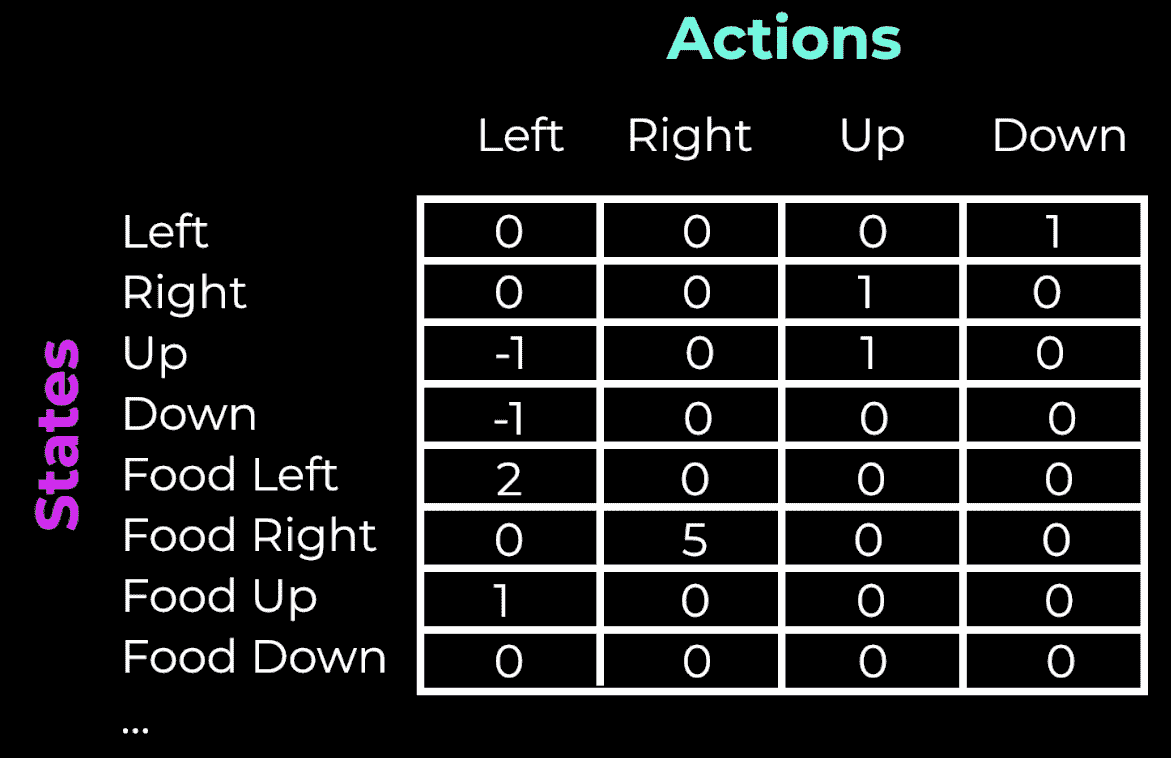 Actions
Left Right Up Down
States
Left 0 0 0 1
Right 0 0 1 0
Up -1 0 1 0
Down -1 0 0 0
Food Left 2 0 0 0
Food Right 0 5 0 0
Food Up 1 0 0 0
Food Down 0 0 0 0
...